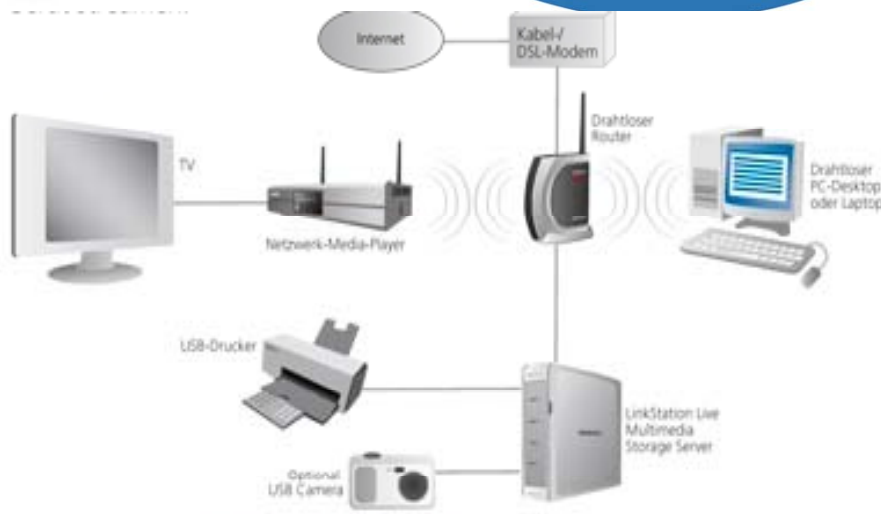 Internet
Kabel-/
DSL-Modem
Drahtloser
Router
TV
Drahtloser
PC-Desktop
oder Laptop
Netzwerk-Media-Player
USB-Drucker
LinkStation Live
Multimedia
Storage Server
Optional
USB Camera